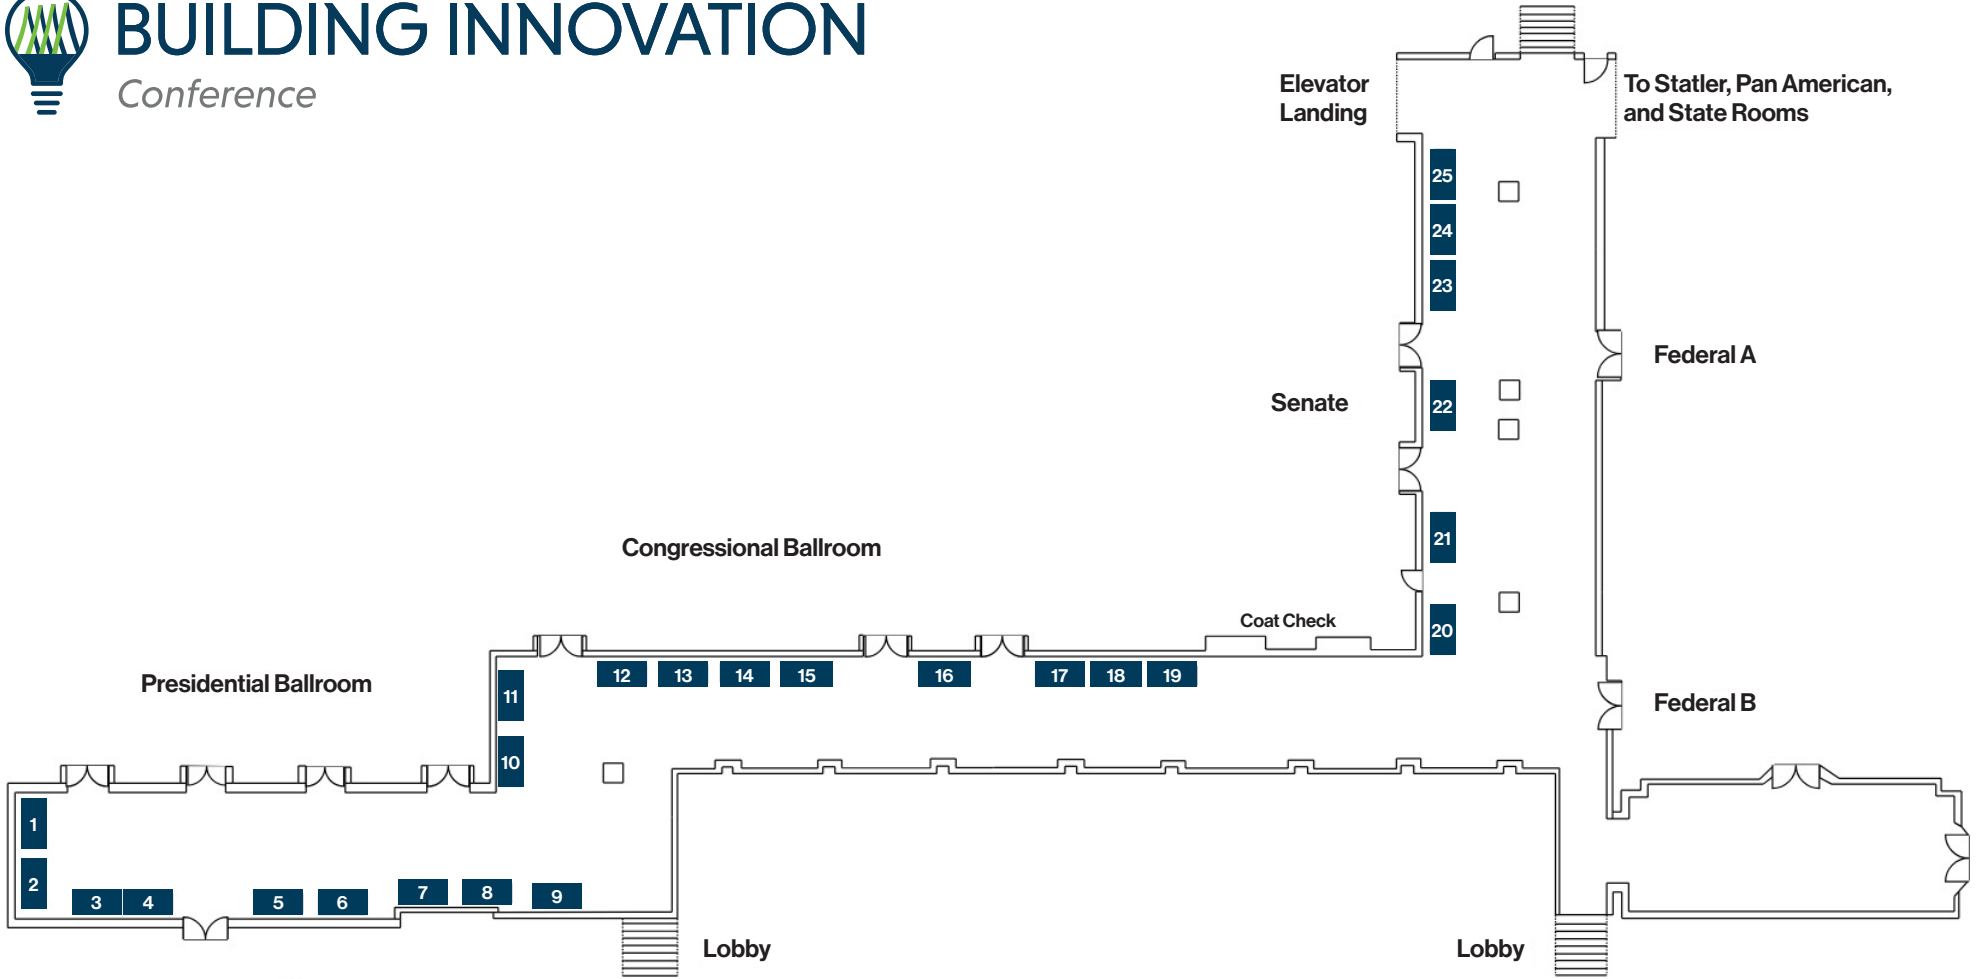 BUILDING INNOVATION
Conference
Elevator
Landing
To Statler, Pan American,
and State Rooms
25
24
23
Federal A
Senate
22
21
Congressional Ballroom
Coat Check
20
12
13
14
15
16
17
18
19
Presidential Ballroom
11
Federal B
10
1
2
3
4
5
6
7
8
9
Lobby
Lobby